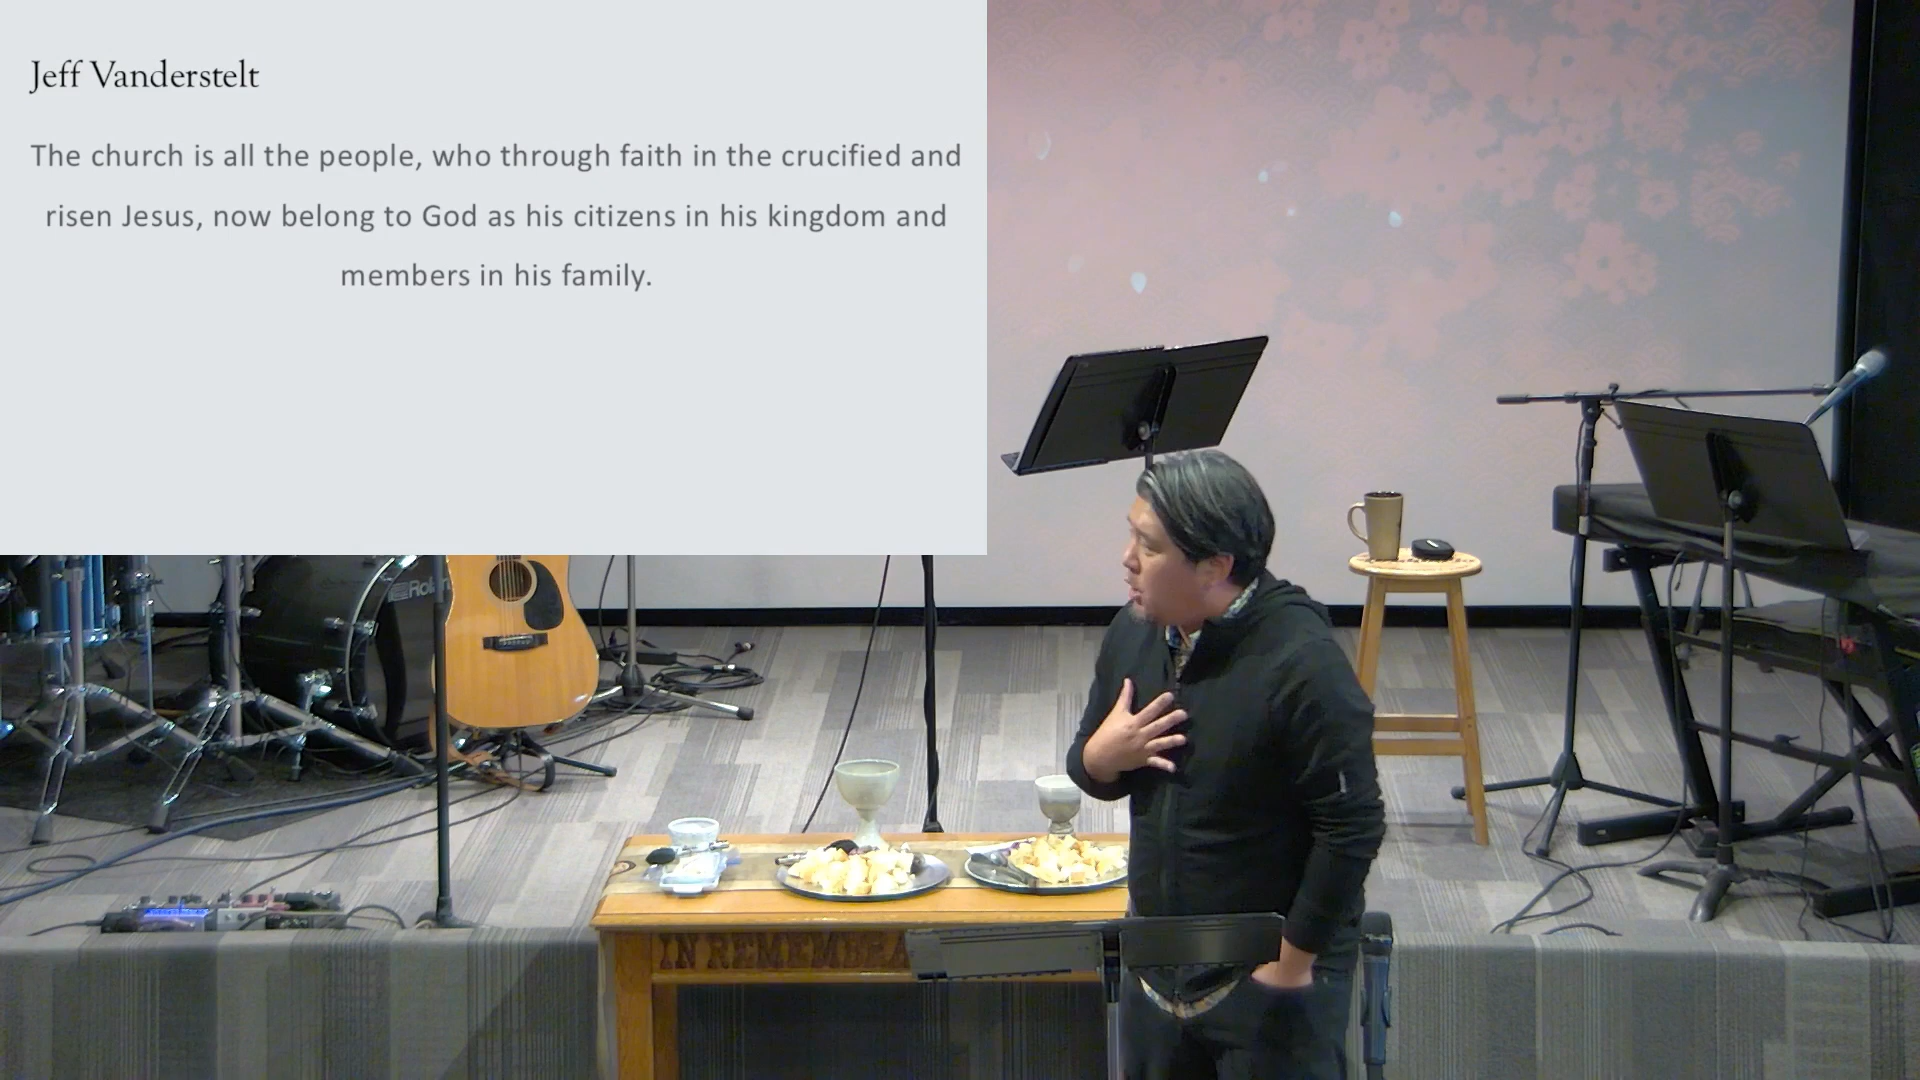 Jeff Vanderstelt
The church is all the people, who through faith in the crucified and
risen Jesus, now belong to God as his citizens in his kingdom and
members in his family.
Rol
IN REMEMBRA